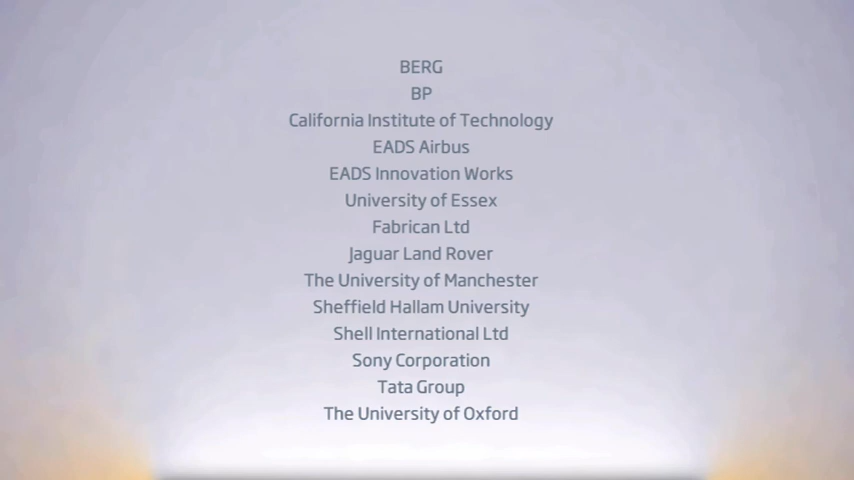 BERG
BP
California Institute of Technology
EADS Airbus
EADS Innovation Works
University of Essex
Fabrican Ltd
Jaguar Land Rover
The University of Manchester
Sheffield Hallam University
Shell International Ltd
Sony Corporation
Tata Group
The University of Oxford